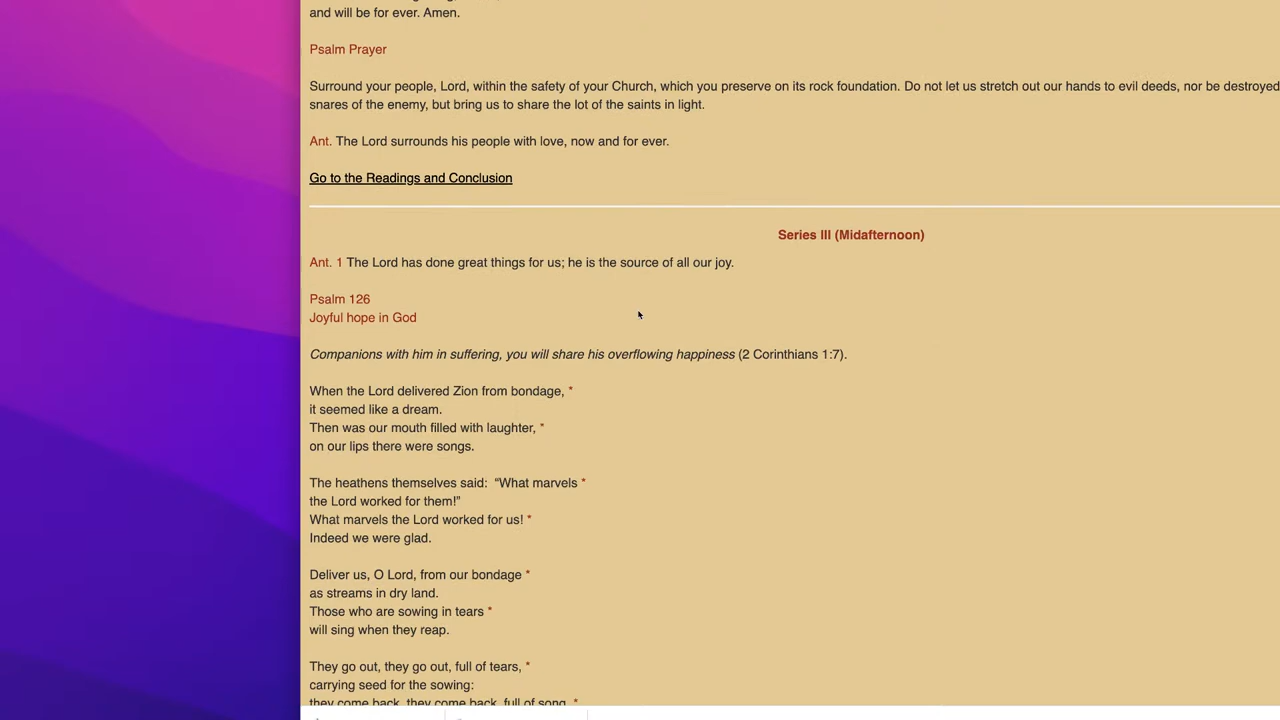 and will be for ever. Amen.
Psalm Prayer
Surround your people, Lord, within the safety of your Church, which you preserve on its rock foundation. Do not let us stretch out our hands to evil deeds, nor be destroyed
snares of the enemy, but bring us to share the lot of the saints in light.
Ant. The Lord surrounds his people with love, now and for ever.
Go to the Readings and Conclusion
Series III (Midafternoon)
Ant. 1 The Lord has done great things for us; he is the source of all our joy.
Psalm 126
Joyful hope in God
Companions with him in suffering, you will share his overflowing happiness (2 Corinthians 1:7).
When the Lord delivered Zion from bondage, *
it seemed like a dream.
Then was our mouth filled with laughter, *
on our lips there were songs.
The heathens themselves said:  “What marvels *
the Lord worked for them!”
What marvels the Lord worked for us! *
Indeed we were glad.
Deliver us, O Lord, from our bondage *
as streams in dry land.
Those who are sowing in tears *
will sing when they reap.
They go out, they go out, full of tears, *
carrying seed for the sowing:
they come back, they come back, full of song, *